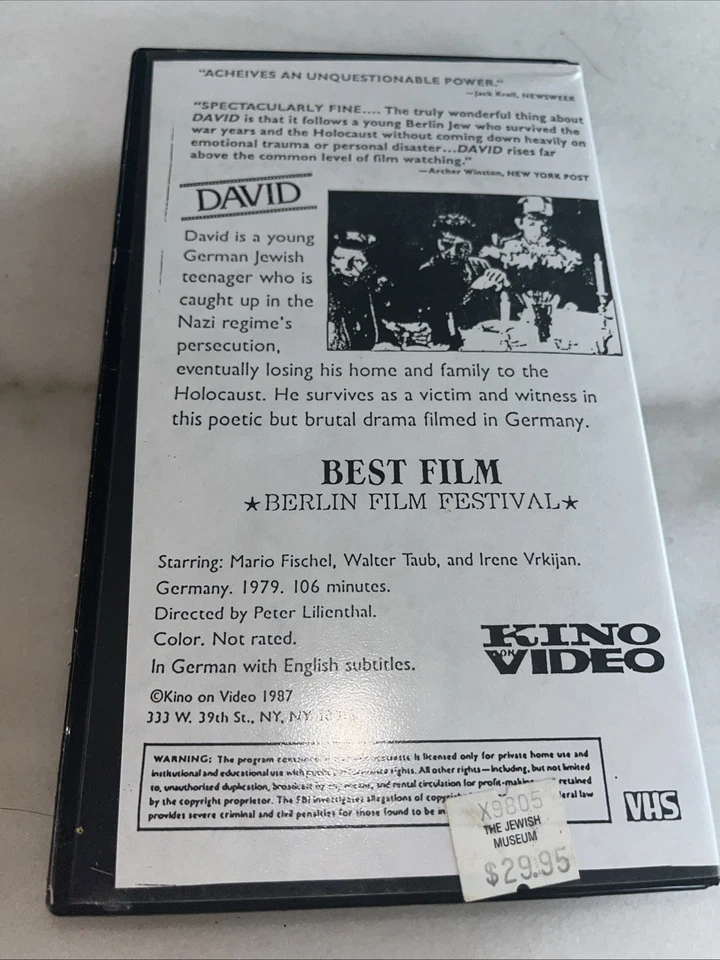 "ACHEIVES AN UNQUESTIONABLE POWER."
—Jack Kroll, NEWSWEEK
"SPECTACULARLY FINE.... The truly wonderful thing about
DAVID is that it follows a young Berlin Jew who survived the
war years and the Holocaust without coming down heavily on
emotional trauma or personal disaster...DAVID rises far
above the common level of film watching."
—Archer Winston, NEW YORK POST
DAVID
David is a young
German Jewish
teenager who is
caught up in the
Nazi regime's
persecution,
eventually losing his home and family to the
Holocaust. He survives as a victim and witness in
this poetic but brutal drama filmed in Germany.
BEST FILM
★BERLIN FILM FESTIVAL★
Starring: Mario Fischel, Walter Taub, and Irene Vrkijan.
Germany. 1979. 106 minutes.
Directed by Peter Lilienthal.
Color. Not rated.
In German with English subtitles.
©Kino on Video 1987
333 W. 39th St., NY, NY
KINO
ON
VIDEO
WARNING: The program is licensed only for private home use and
institutional and educational use rights. All other rights—including, but not limited
to, unauthorized duplication, broadcast and rental circulation for profit-making retained
by the copyright proprietor. The FBI investigates allegations of
provides severe criminal and civil penalties for those found to be in
VHS
X9805
THE JEWISH
MUSEUM
$29.95